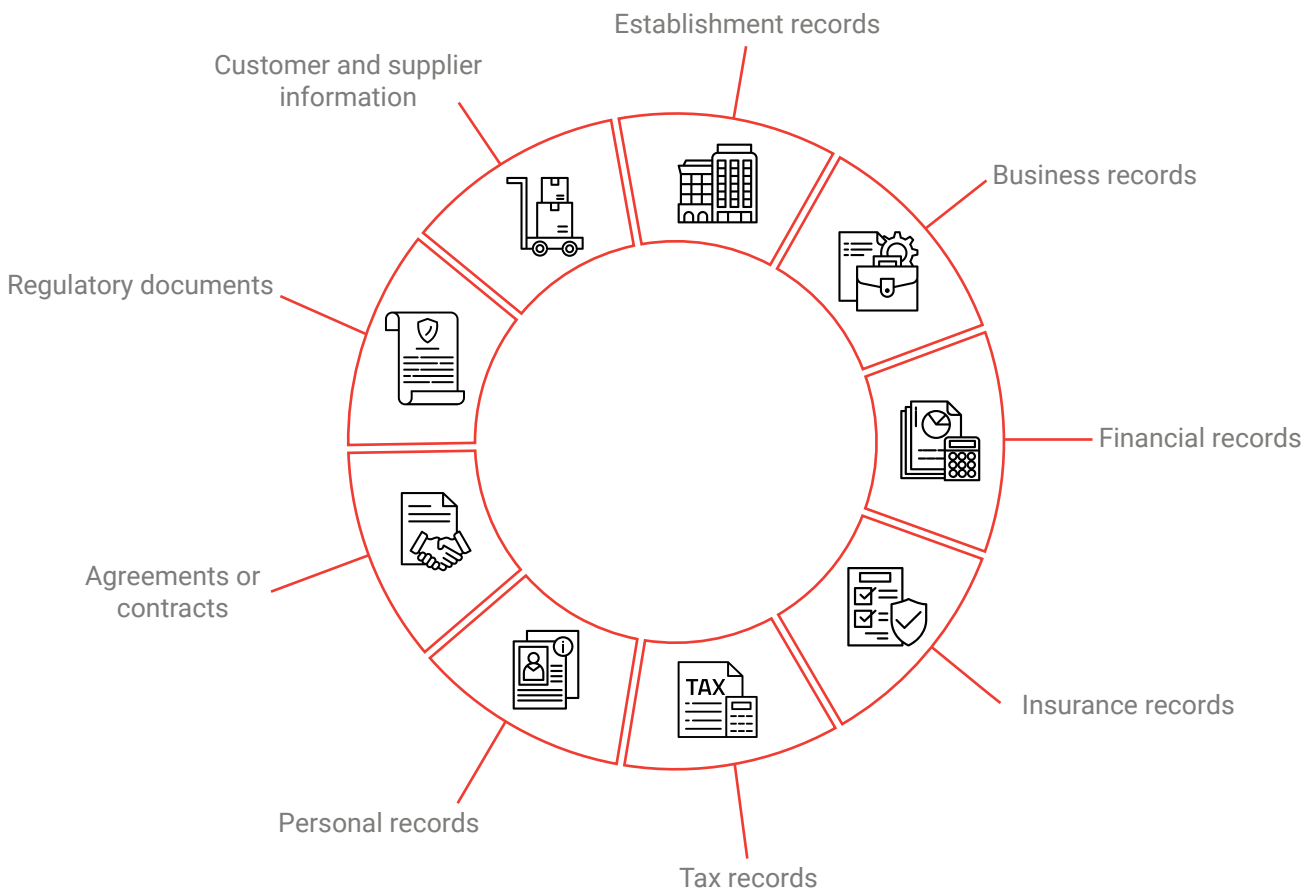 Establishment records
Customer and supplier
information
Business records
Regulatory documents
Financial records
Agreements or
contracts
TAX
Insurance records
Personal records
Tax records